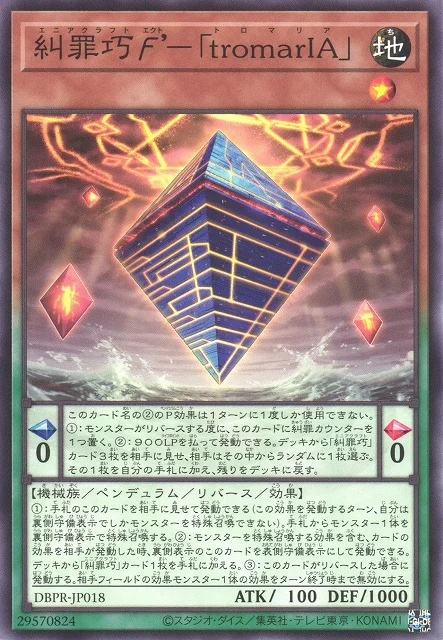 エニアクラフト エクト トロマリア
糾罪巧F’－「tromarIA」
地
このカード名の②のP効果は1ターンに1度しか使用できない。
①：モンスターがリバースする度に、このカードに糾罪カウンターを
1つ置く。②：900LPを払って発動できる。デッキから「糾罪巧」
カード3枚を相手に見せ、相手はその中からランダムに1枚選ぶ。
その1枚を自分の手札に加え、残りをデッキに戻す。
0
0
【機械族／ペンデュラム／リバース／効果】
①：手札のこのカードを相手に見せて発動できる（この効果を発動するターン、自分は
裏側守備表示でしかモンスターを特殊召喚できない）。手札からモンスター1体を
裏側守備表示で特殊召喚する。②：モンスターを特殊召喚する効果を含む、カードの
効果を相手が発動した時、裏側表示のこのカードを表側守備表示にして発動できる。
デッキから「糾罪巧」カード1枚を手札に加える。③：このカードがリバースした場合に
発動する。相手フィールドの効果モンスター1体の効果をターン終了時まで無効にする。
DBPR-JP018
ATK/ 100 DEF/1000
29570824
©スタジオ・ダイス／集英社・テレビ東京・KONAMI